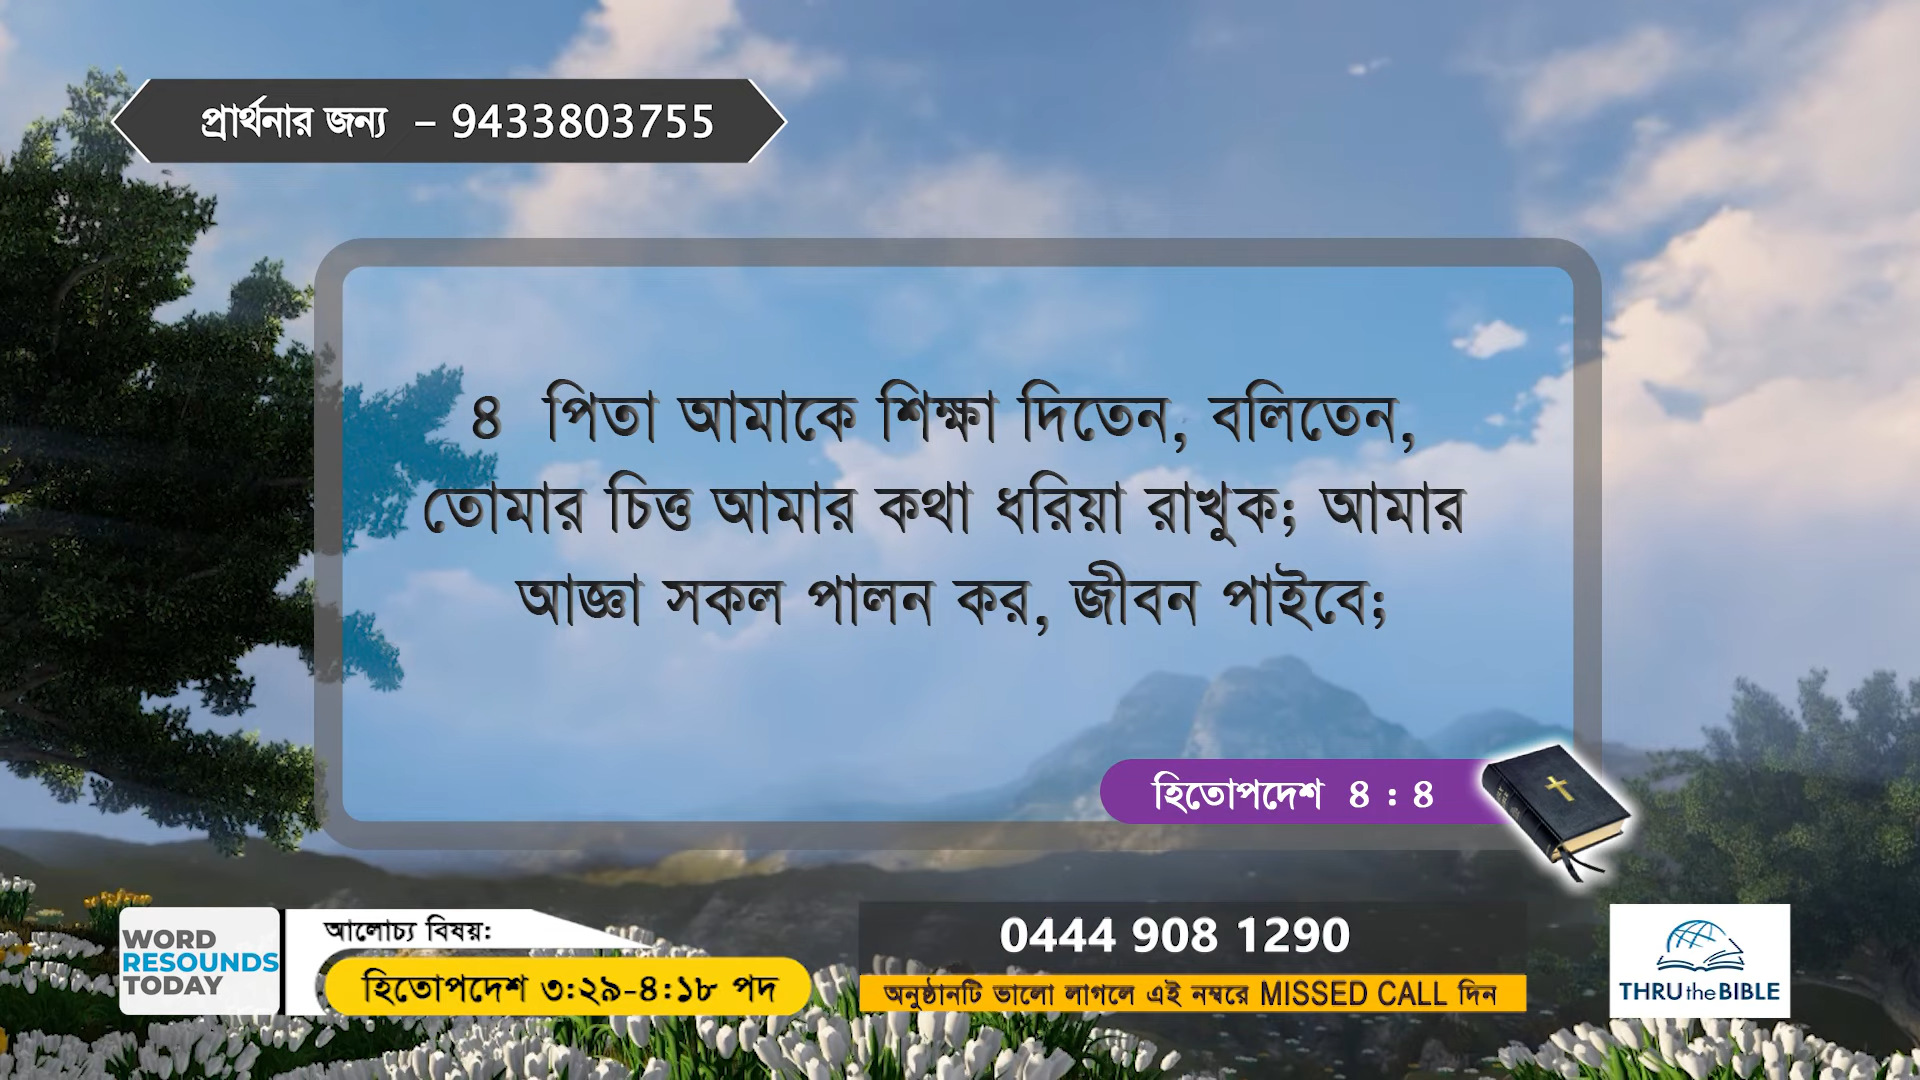 প্রার্থনার জন্য – 9433803755
৪ পিতা আমাকে শিক্ষা দিতেন, বলিতেন,
তোমার চিত্ত আমার কথা ধরিয়া রাখুক; আমার
আজ্ঞা সকল পালন কর, জীবন পাইবে;
হিতোপদেশ ৪ : ৪
WORD
RESOUNDS
TODAY
আলোচ্য বিষয়:
হিতোপদেশ ৩:২৯-৪:১৮ পদ
0444 908 1290
অনুষ্ঠানটি ভালো লাগলে এই নম্বরে MISSED CALL দিন
THRU the BIBLE